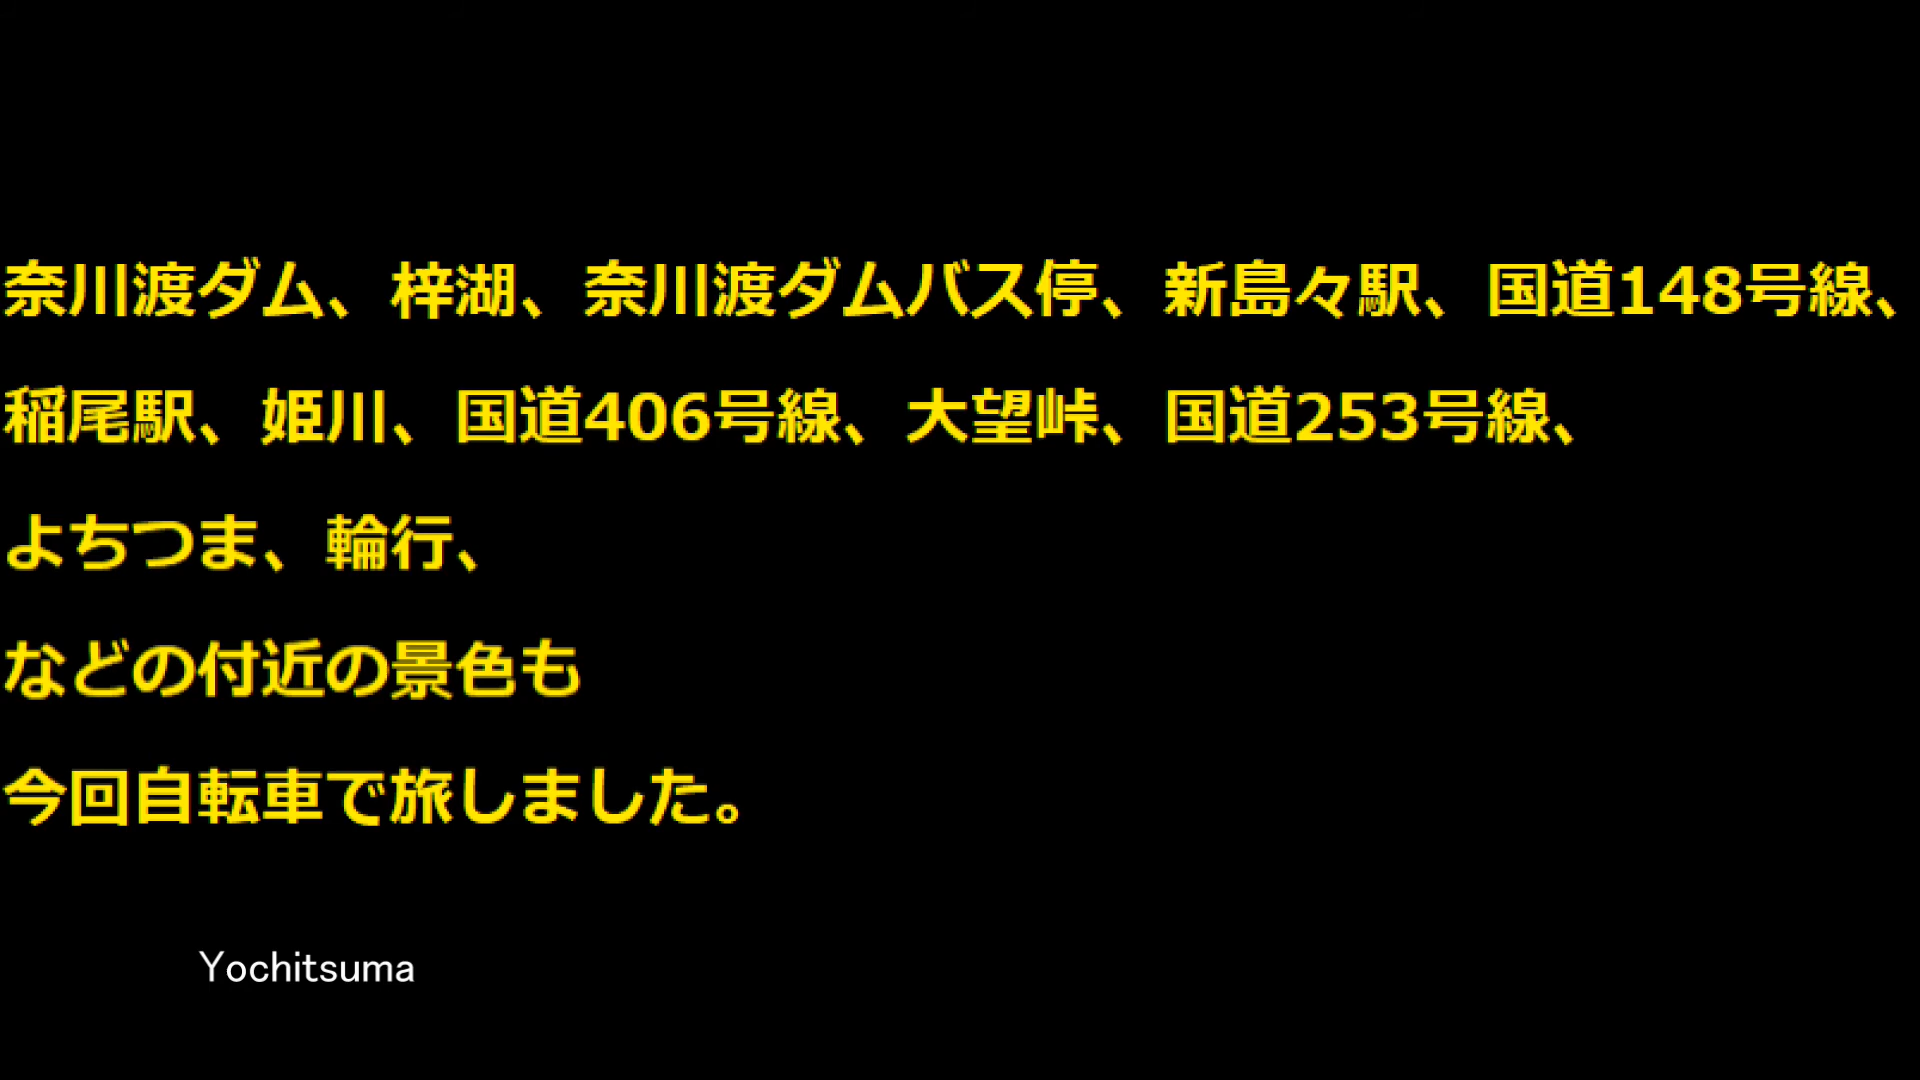 奈川渡ダム、梓湖、奈川渡ダムバス停、新島々駅、国道148号線、
稲尾駅、姫川、国道406号線、大望峠、国道253号線、
よちつま、輪行、
などの付近の景色も
今回自転車で旅しました。
Yochitsuma